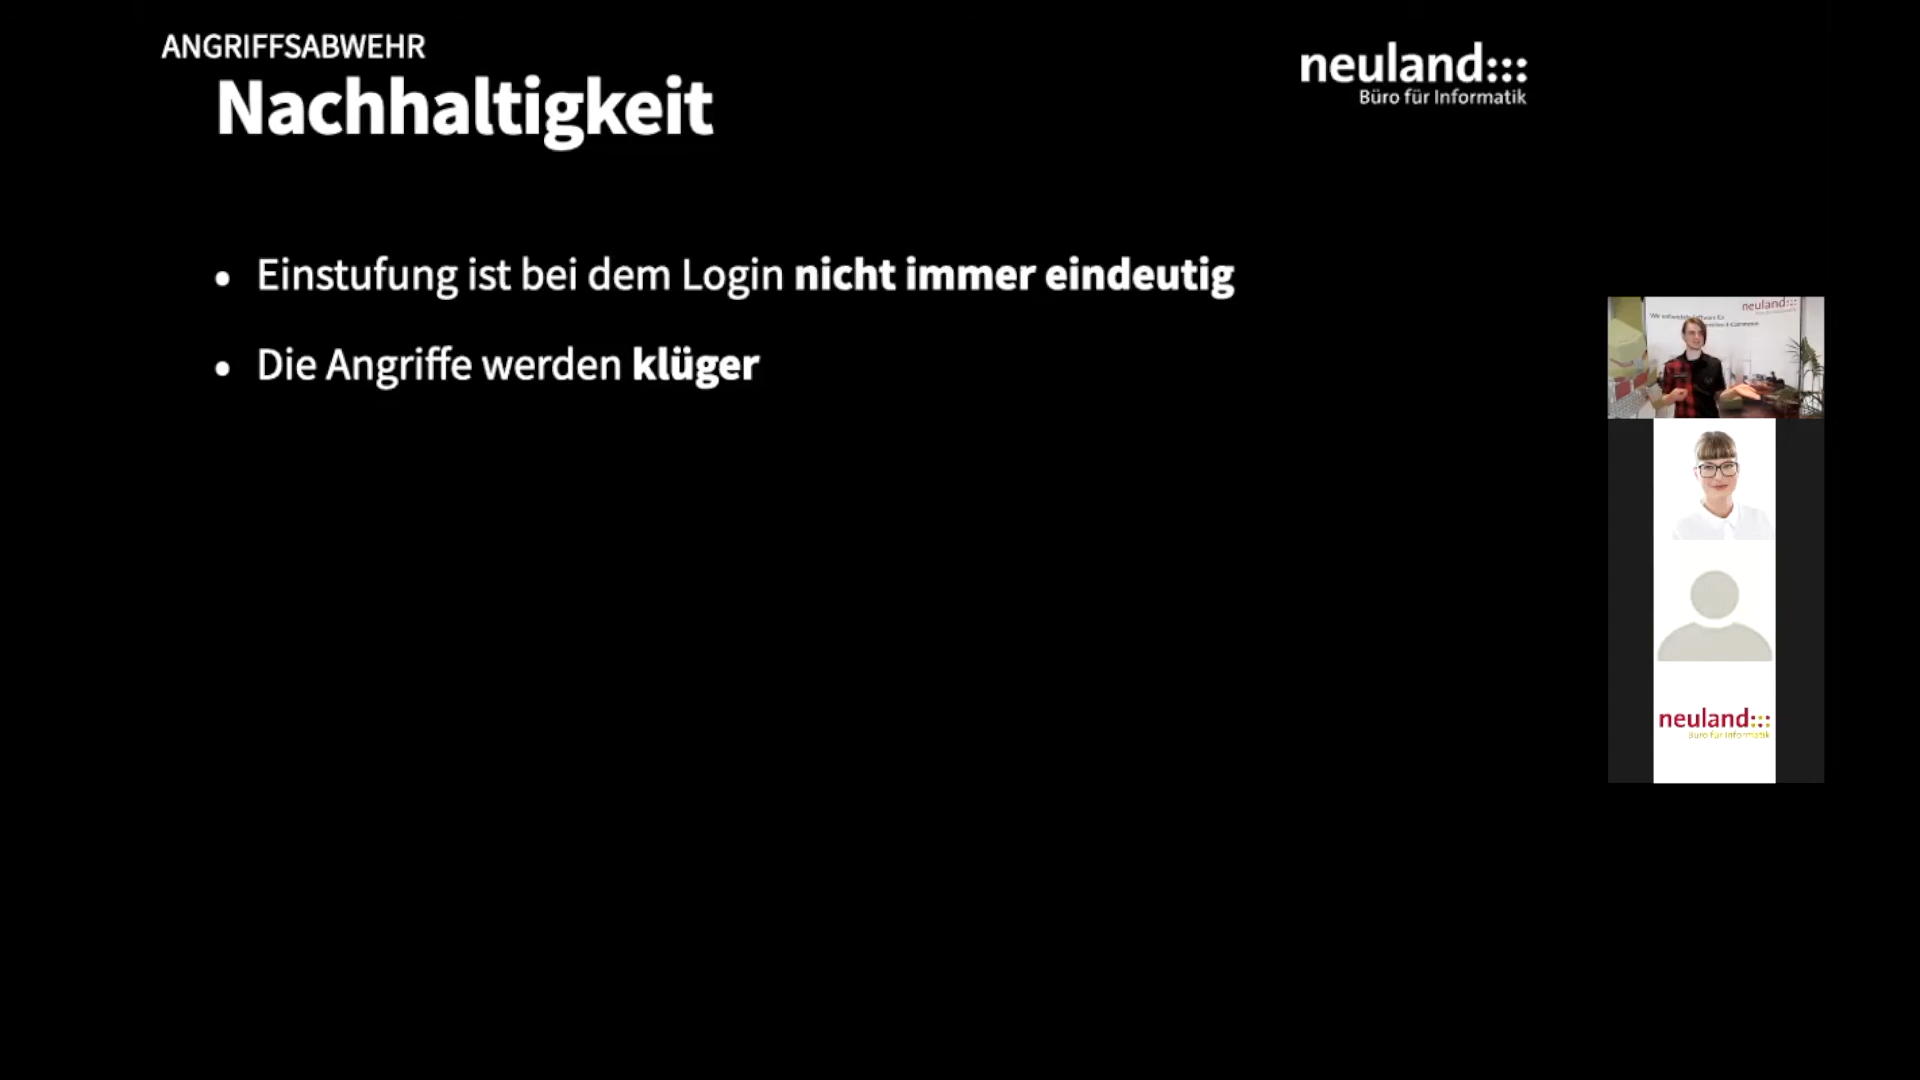 ANGRIFFSABWEHR
Nachhaltigkeit
neuland:::
Büro für Informatik
• Einstufung ist bei dem Login nicht immer eindeutig
• Die Angriffe werden klüger
neuland:::
neuland:::
Büro für Informatik